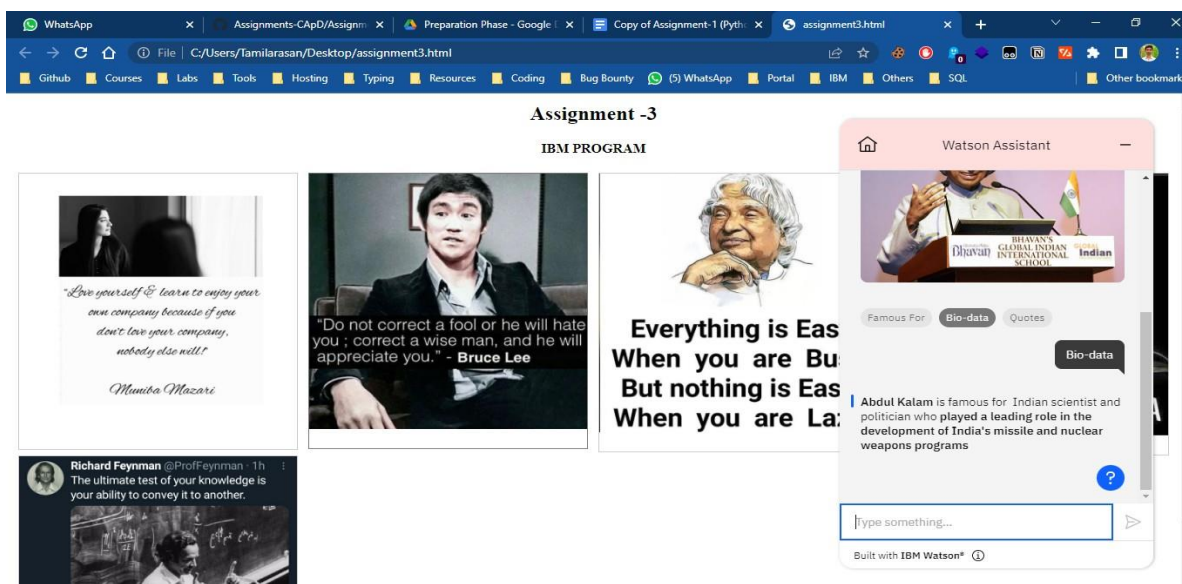 WhatsApp
Assignments-CApD/Assignm
Preparation Phase - Google
Copy of Assignment-1 (Pyth
assignment3.html
File | C:/Users/Tamilarasan/Desktop/assignment3.html
Github
Courses
Labs
Tools
Hosting
Typing
Resources
Coding
Bug Bounty
(5) WhatsApp
Portal
IBM
Others
SQL
Other bookmark
Assignment -3
IBM PROGRAM
"Love yourself & learn to enjoy your
own company because if you
don't love your company,
nobody else will!"
Muniba Mazari
"Do not correct a fool or he will hate
you ; correct a wise man, and he will
appreciate you." - Bruce Lee
Everything is Eas
When you are Bu
But nothing is Eas
When you are La
Richard Feynman @ProfFeynman · 1h
The ultimate test of your knowledge is
your ability to convey it to another.
Watson Assistant
Bhavan
BHAVAN'S
GLOBAL INDIAN
INTERNATIONAL
SCHOOL
GLOBAL
Indian
Famous For
Bio-data
Quotes
Bio-data
Abdul Kalam is famous for Indian scientist and
politician who played a leading role in the
development of India's missile and nuclear
weapons programs
?
Type something...
Built with IBM Watson®